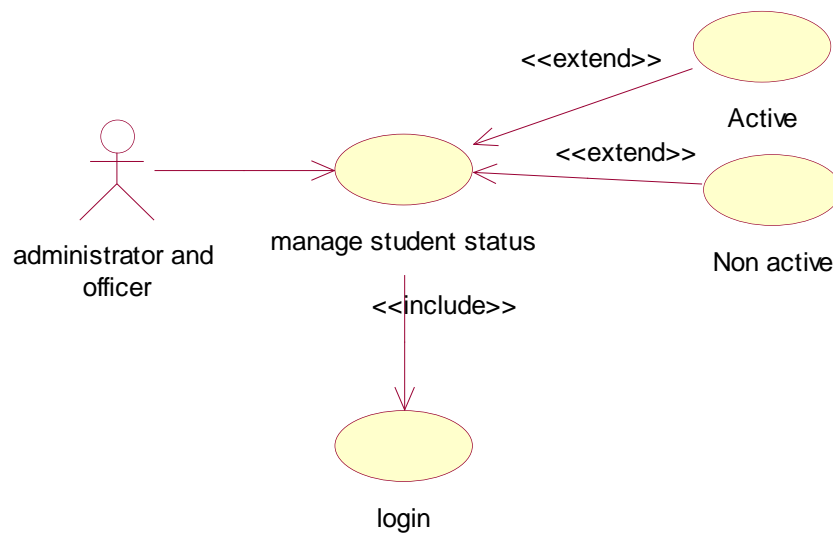 <<extend>>
Active
<<extend>>
manage student status
administrator and
officer
Non active
<<include>>
login